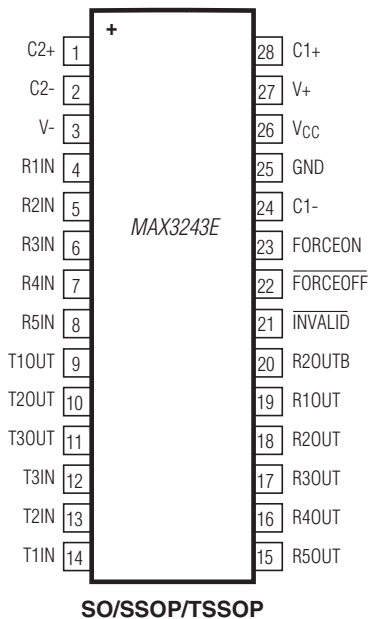 +
C2+ 1 28 C1+
C2- 2 27 V+
V- 3 26 VCC
R1IN 4 25 GND
R2IN 5 24 C1-
MAX3243E
R3IN 6 23 FORCEON
R4IN 7 22 FORCEOFF
R5IN 8 21 INVALID
T1OUT 9 20 R2OUTB
T2OUT 10 19 R1OUT
T3OUT 11 18 R2OUT
T3IN 12 17 R3OUT
T2IN 13 16 R4OUT
T1IN 14 15 R5OUT
SO/SSOP/TSSOP